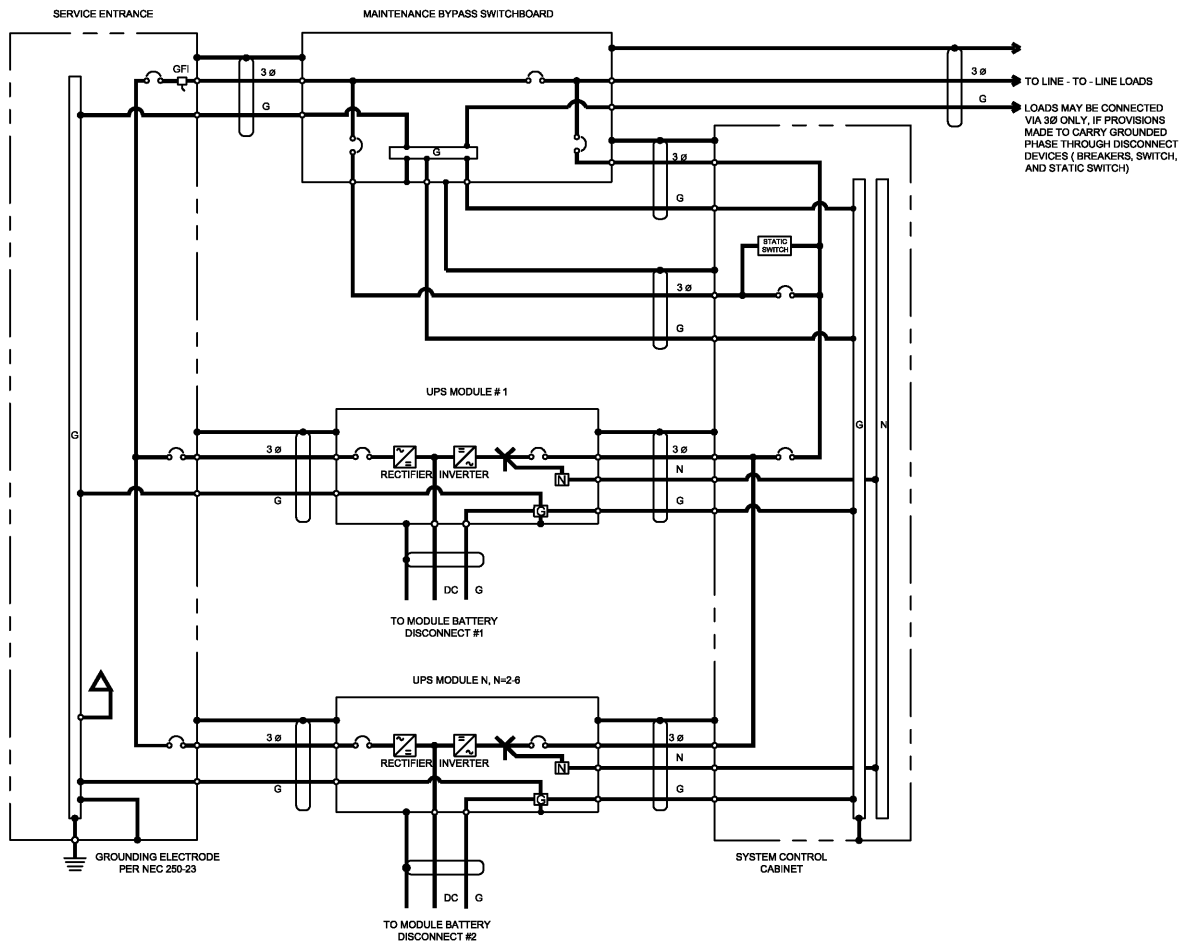 SERVICE ENTRANCE
MAINTENANCE BYPASS SWITCHBOARD
GFI
3 ø
3 ø
TO LINE - TO - LINE LOADS
G
G
LOADS MAY BE CONNECTED
VIA 3Ø ONLY, IF PROVISIONS
MADE TO CARRY GROUNDED
PHASE THROUGH DISCONNECT
DEVICES ( BREAKERS, SWITCH,
AND STATIC SWITCH)
G
3 ø
G
STATIC
SWITCH
3 ø
G
UPS MODULE # 1
G
G
N
3 ø
3 ø
RECTIFIER
INVERTER
N
N
G
G
G
DC
G
TO MODULE BATTERY
DISCONNECT #1
UPS MODULE N, N=2-6
3 ø
3 ø
RECTIFIER
INVERTER
N
N
G
G
G
GROUNDING ELECTRODE
PER NEC 250-23
SYSTEM CONTROL
CABINET
DC
G
TO MODULE BATTERY
DISCONNECT #2